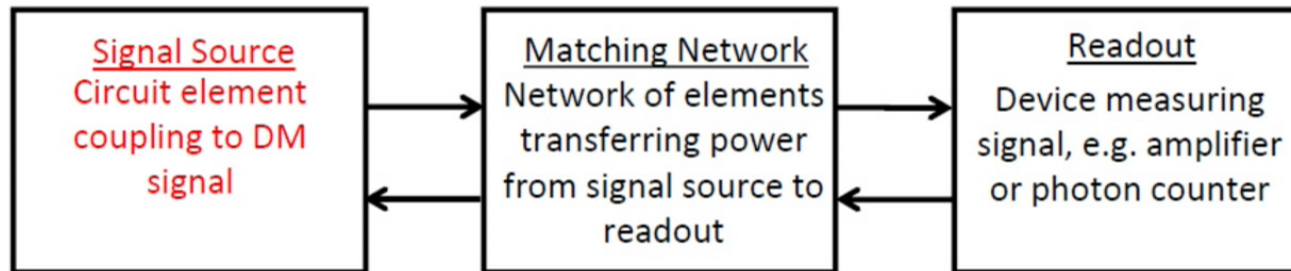 Signal Source
Circuit element
coupling to DM
signal
Matching Network
Network of elements
transferring power
from signal source to
readout
Readout
Device measuring
signal, e.g. amplifier
or photon counter